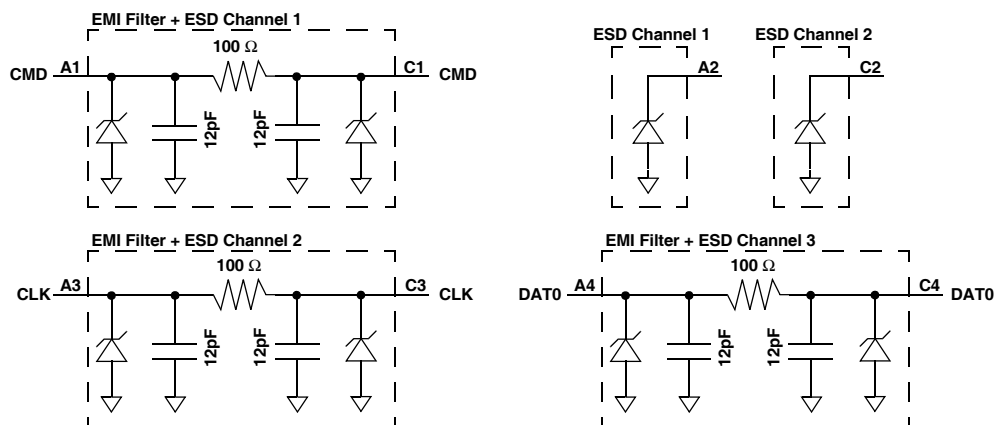 EMI Filter + ESD Channel 1
100 Ω
CMD A1 C1 CMD
12pF 12pF
ESD Channel 1
A2
ESD Channel 2
C2
EMI Filter + ESD Channel 2
100 Ω
CLK A3 C3 CLK
12pF 12pF
EMI Filter + ESD Channel 3
100 Ω
DAT0 A4 C4 DAT0
12pF 12pF